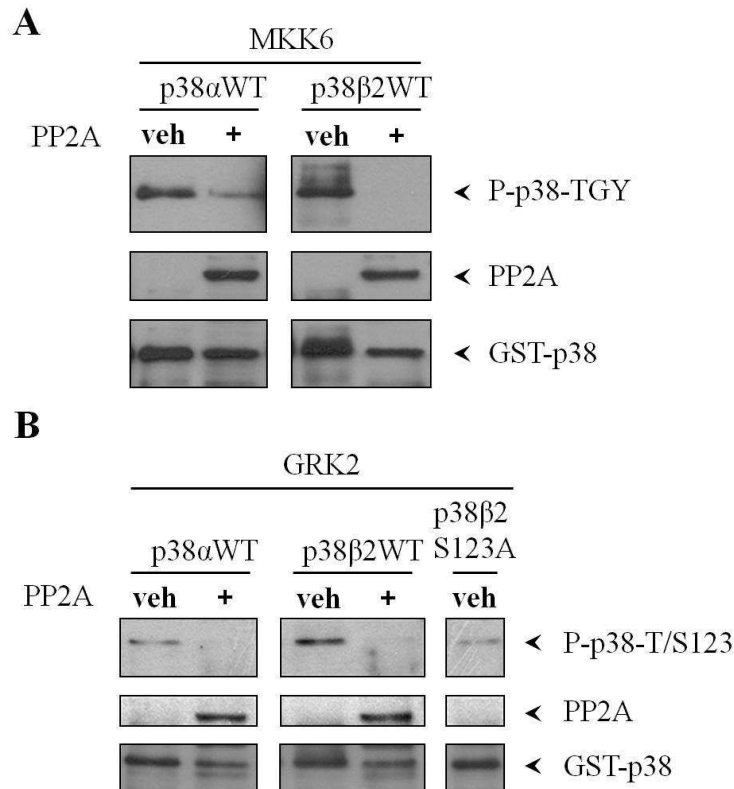 A
MKK6
p38αWT p38β2WT
PP2A veh + veh +
P-p38-TGY
PP2A
GST-p38
B
GRK2
p38αWT p38β2WT p38β2 S123A
PP2A veh + veh + veh
P-p38-T/S123
PP2A
GST-p38